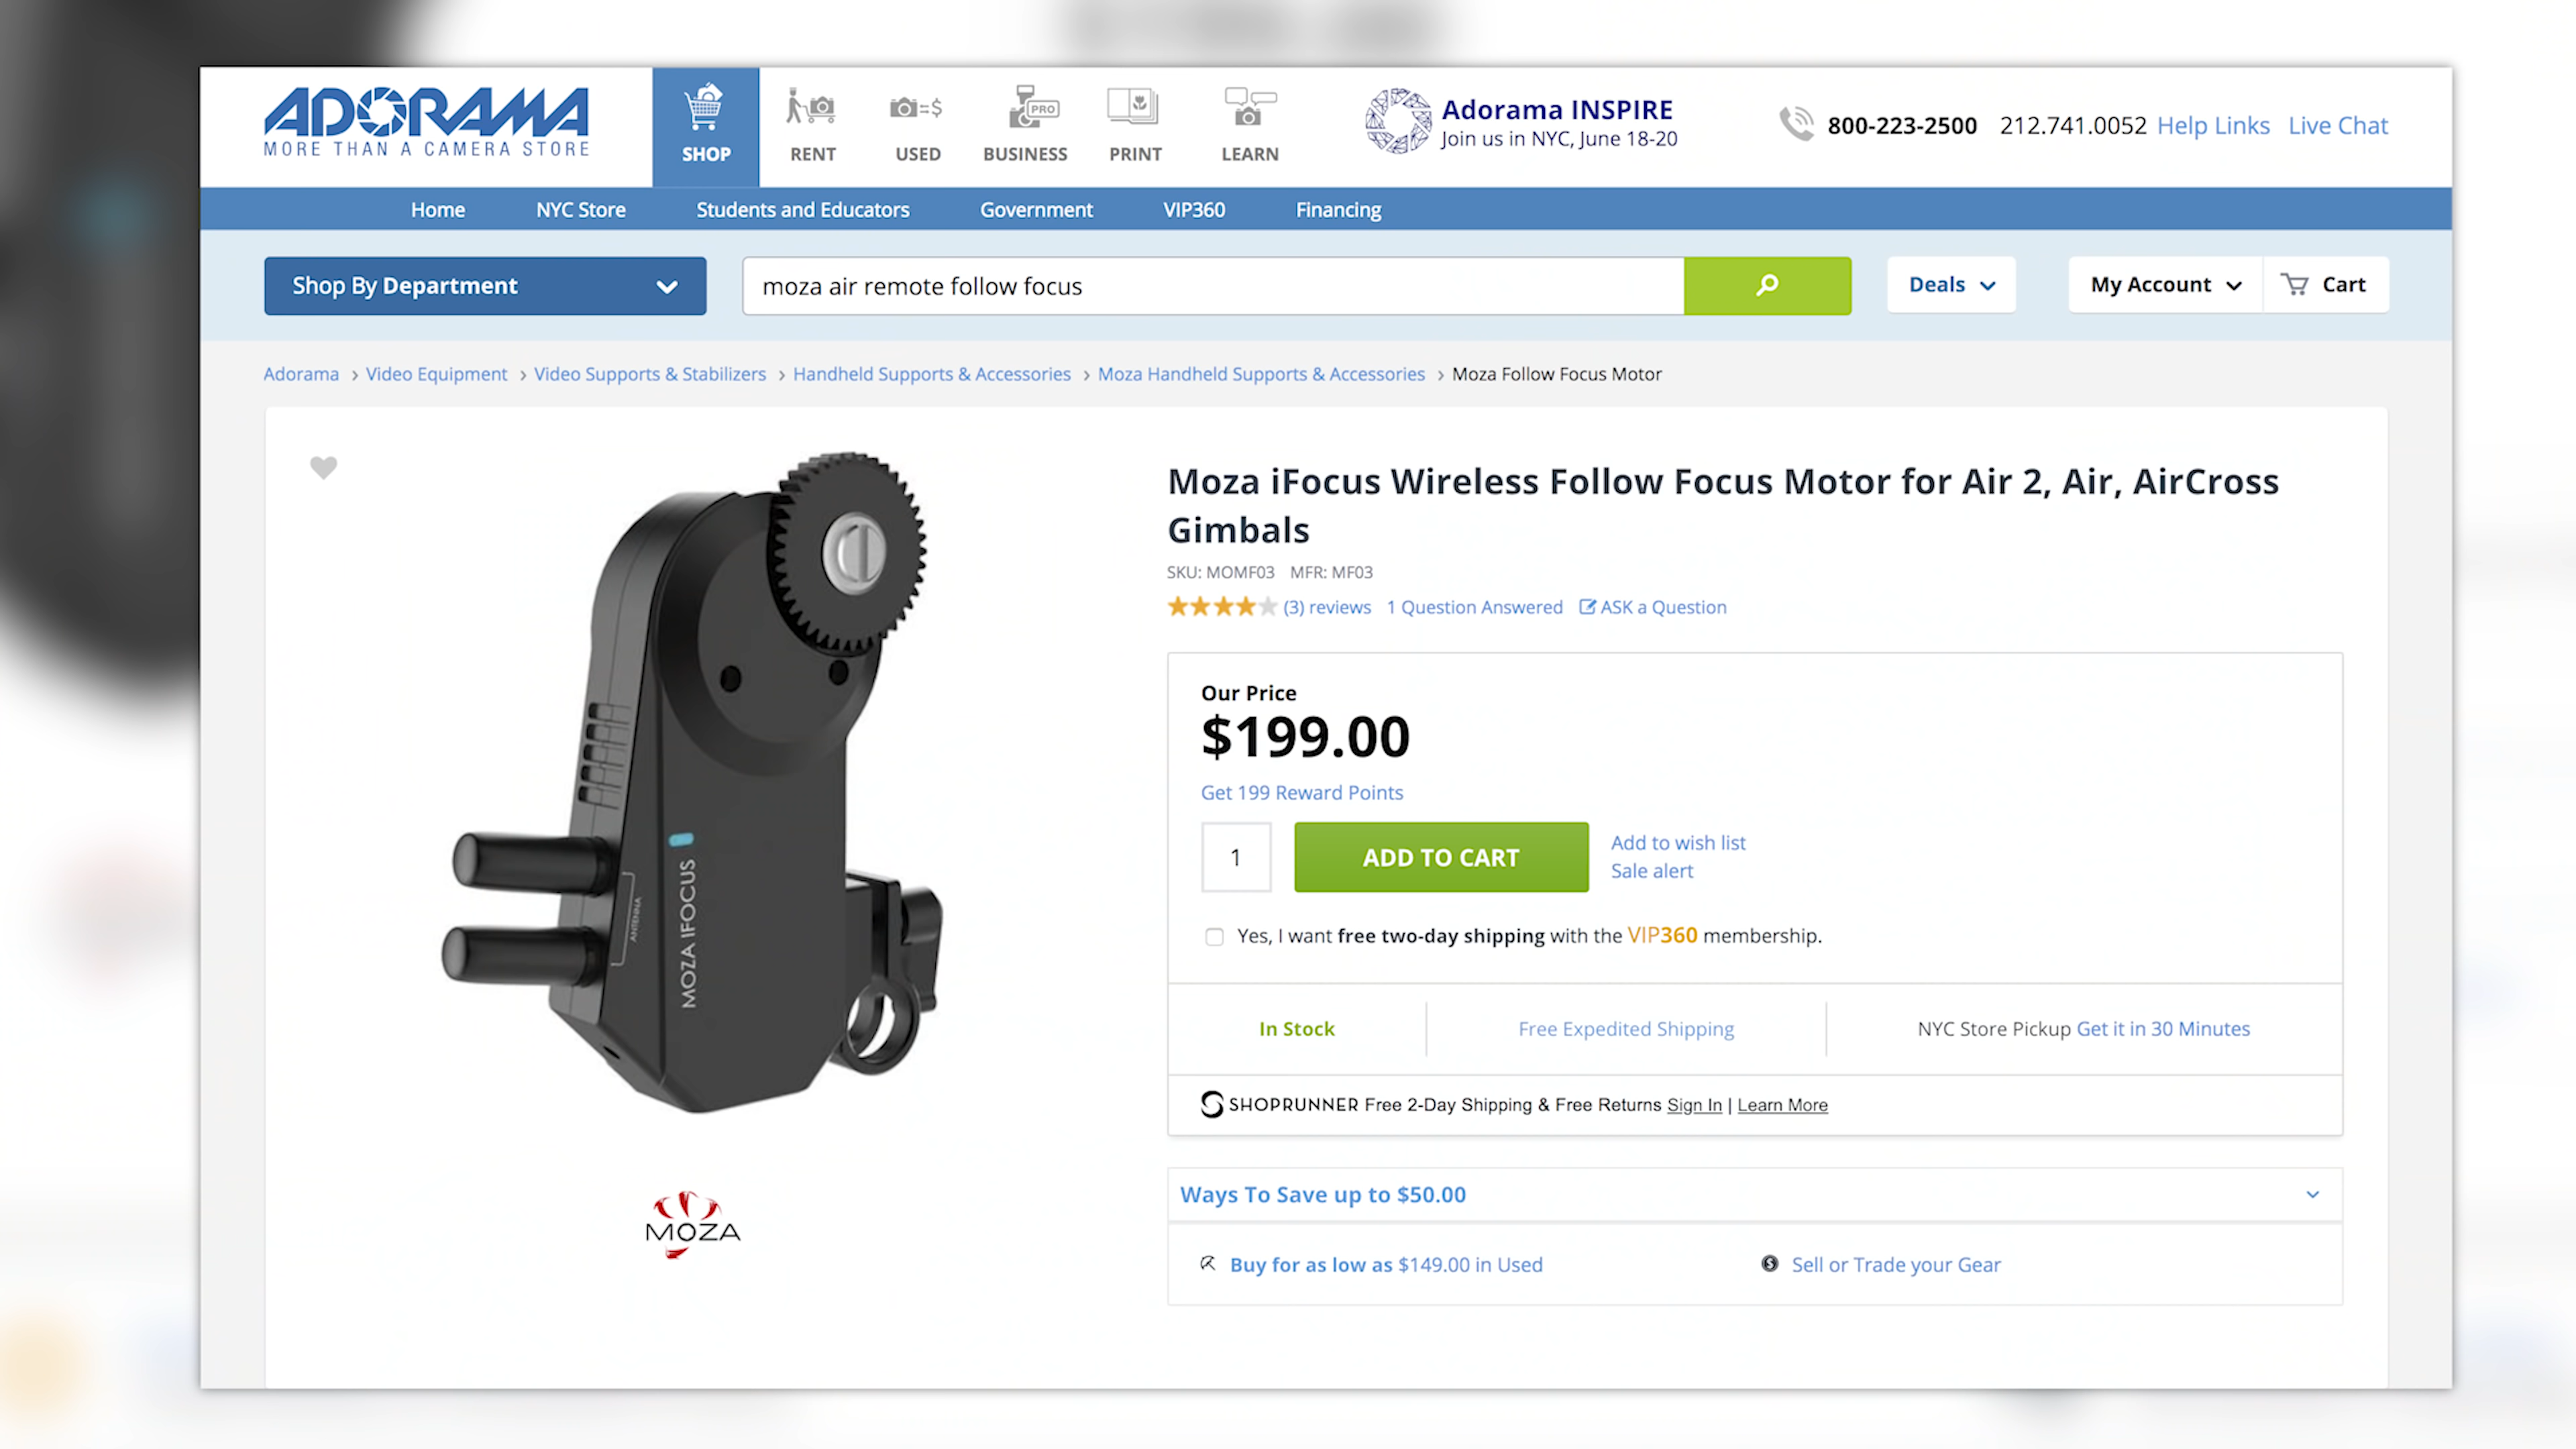 ADORAMA
MORE THAN A CAMERA STORE
SHOP
RENT
=$
USED
PRO
BUSINESS
PRINT
LEARN
Adorama INSPIRE
Join us in NYC, June 18-20
800-223-2500 212.741.0052 Help Links Live Chat
Home NYC Store Students and Educators Government VIP360 Financing
Shop By Department
moza air remote follow focus
Deals
My Account
Cart
Adorama › Video Equipment › Video Supports & Stabilizers › Handheld Supports & Accessories › Moza Handheld Supports & Accessories › Moza Follow Focus Motor
Moza iFocus Wireless Follow Focus Motor for Air 2, Air, AirCross
Gimbals
SKU: MOMF03 MFR: MF03
(3) reviews 1 Question Answered ASK a Question
Our Price
$199.00
Get 199 Reward Points
1
ADD TO CART
Add to wish list
Sale alert
Yes, I want free two-day shipping with the VIP360 membership.
In Stock
Free Expedited Shipping
NYC Store Pickup Get it in 30 Minutes
SHOPRUNNER Free 2-Day Shipping & Free Returns Sign In | Learn More
Ways To Save up to $50.00
Buy for as low as $149.00 in Used
Sell or Trade your Gear
ANTENNA
MOZA IFOCUS
MOZA